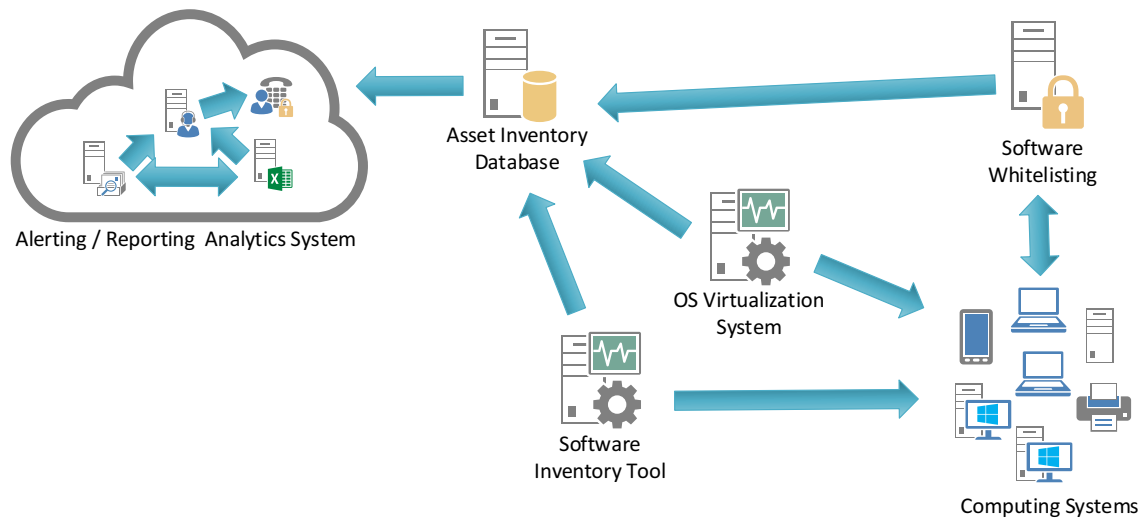 Asset Inventory
Database
Software
Whitelisting
X
Alerting / Reporting Analytics System
OS Virtualization
System
Software
Inventory Tool
Computing Systems